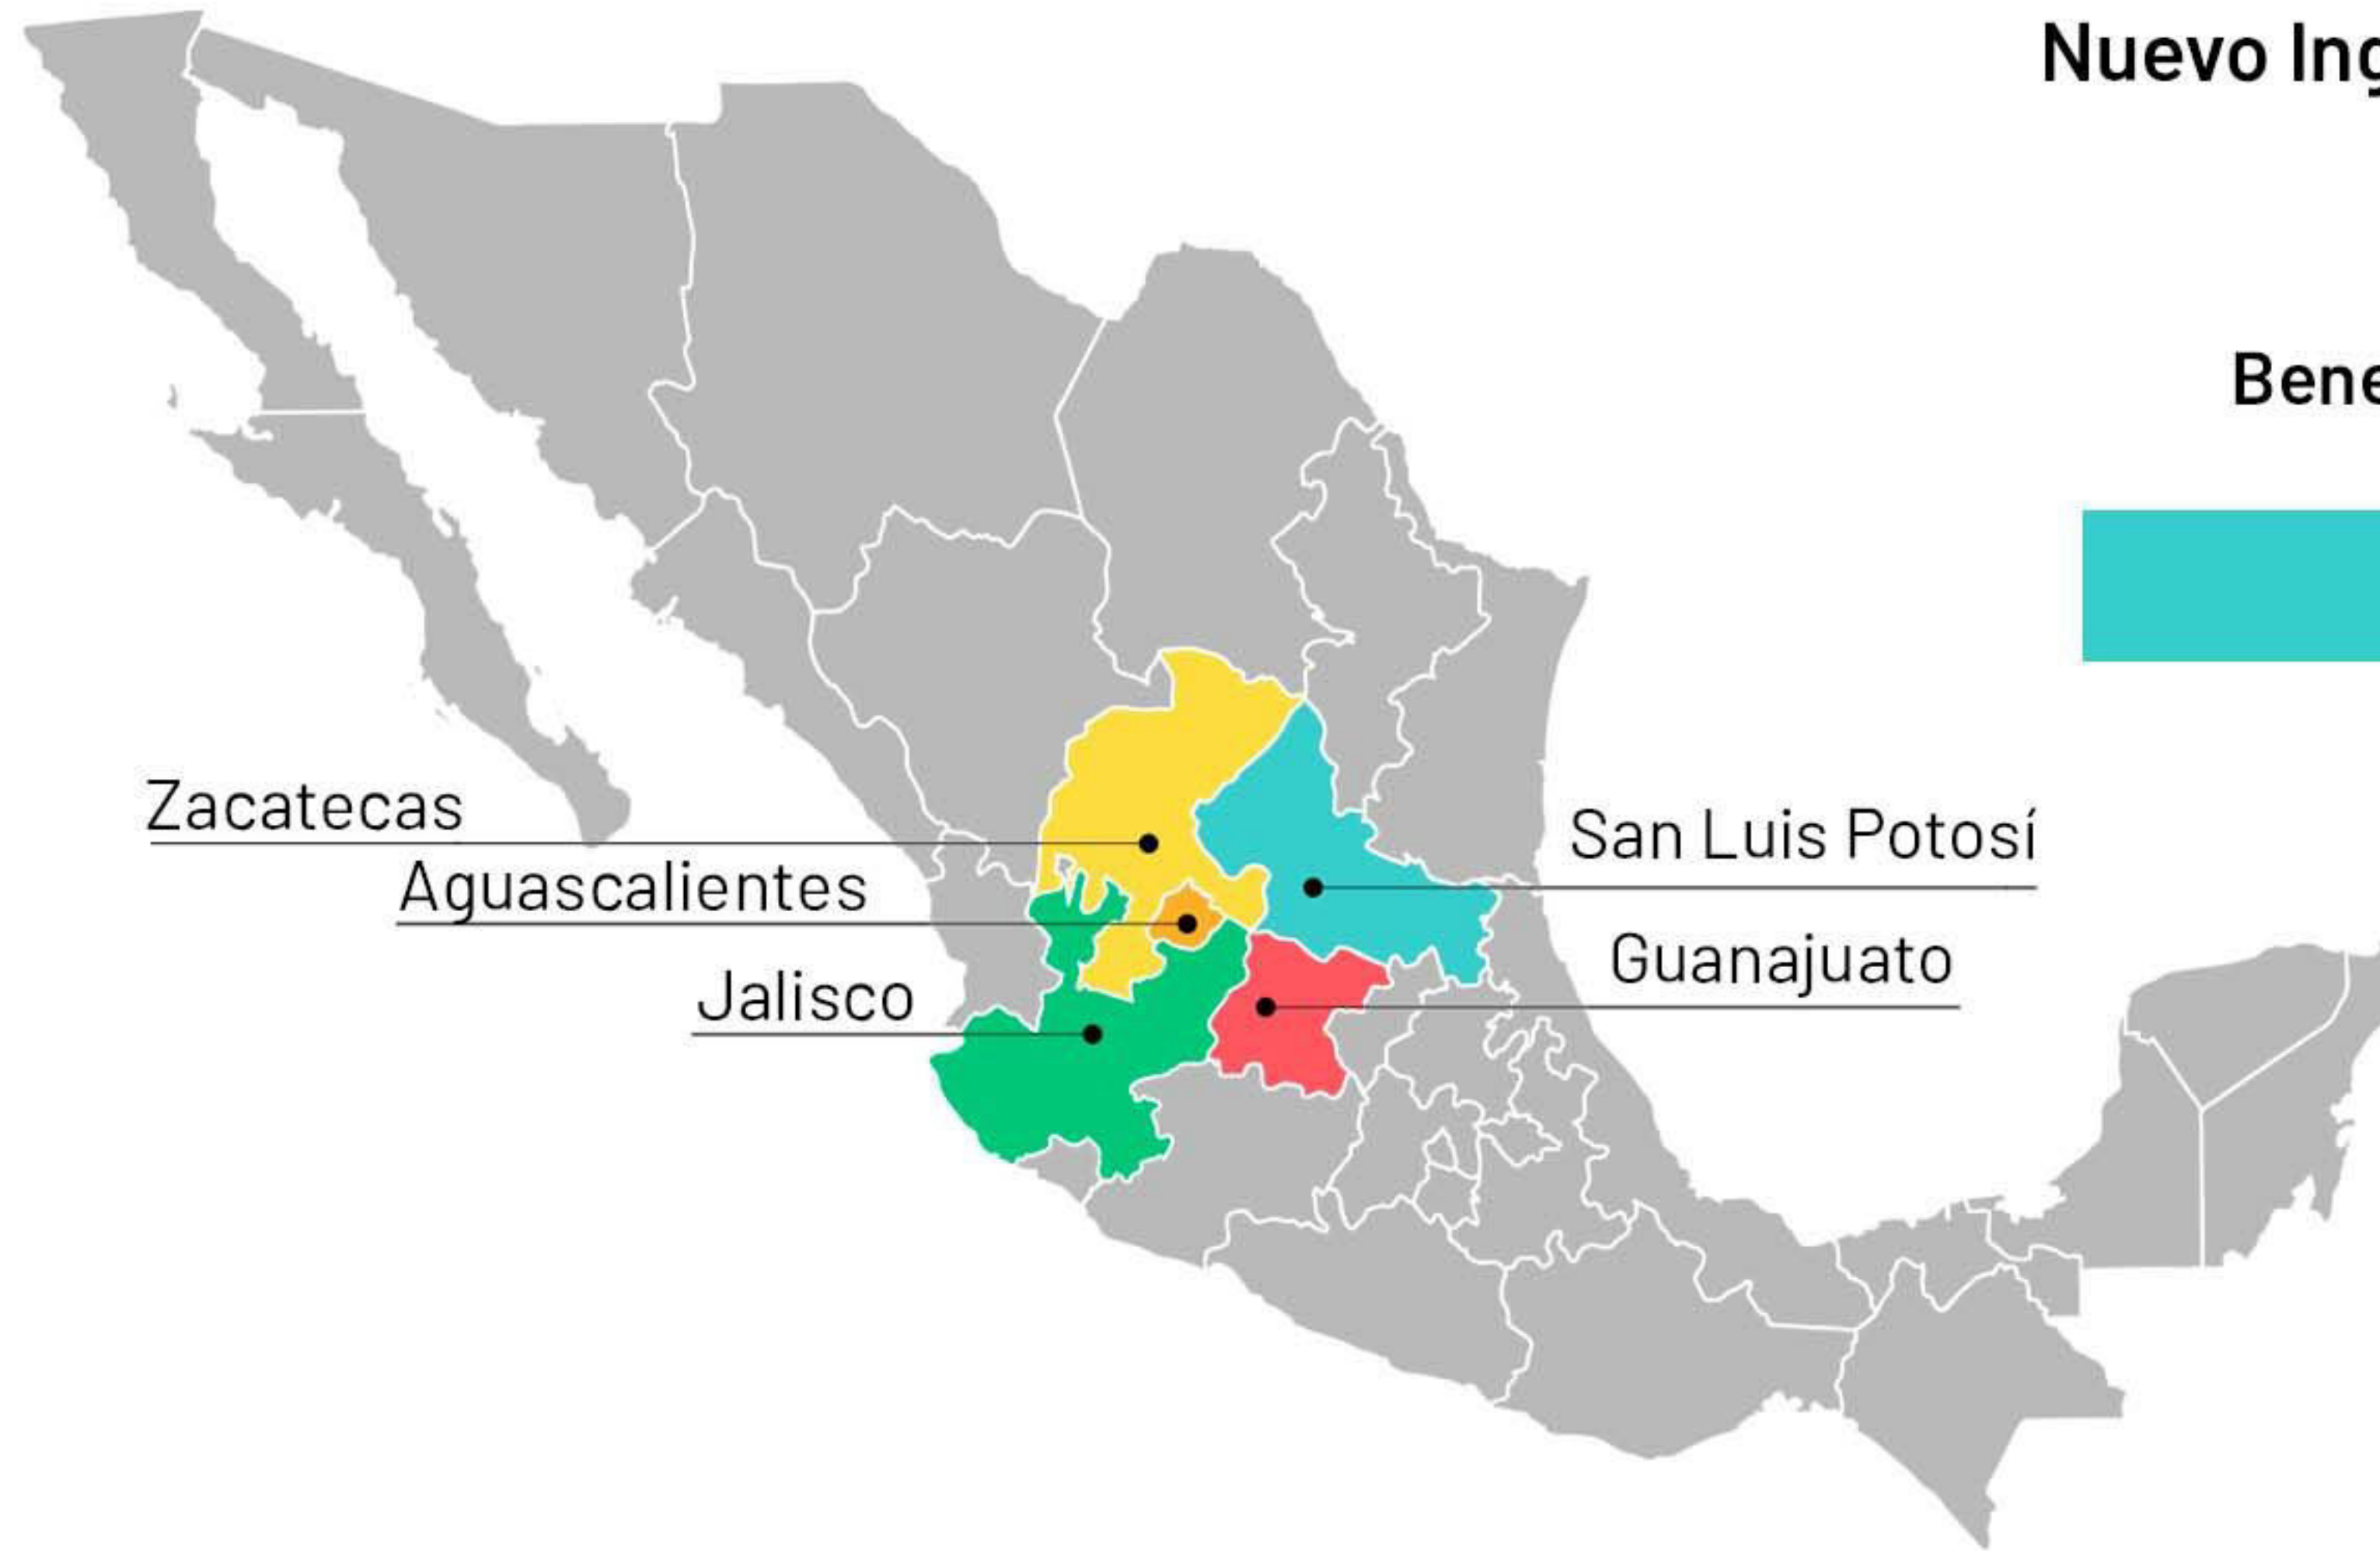 Nuevo Ing
Bene
Zacatecas
San Luis Potosí
Aguascalientes
Guanajuato
Jalisco